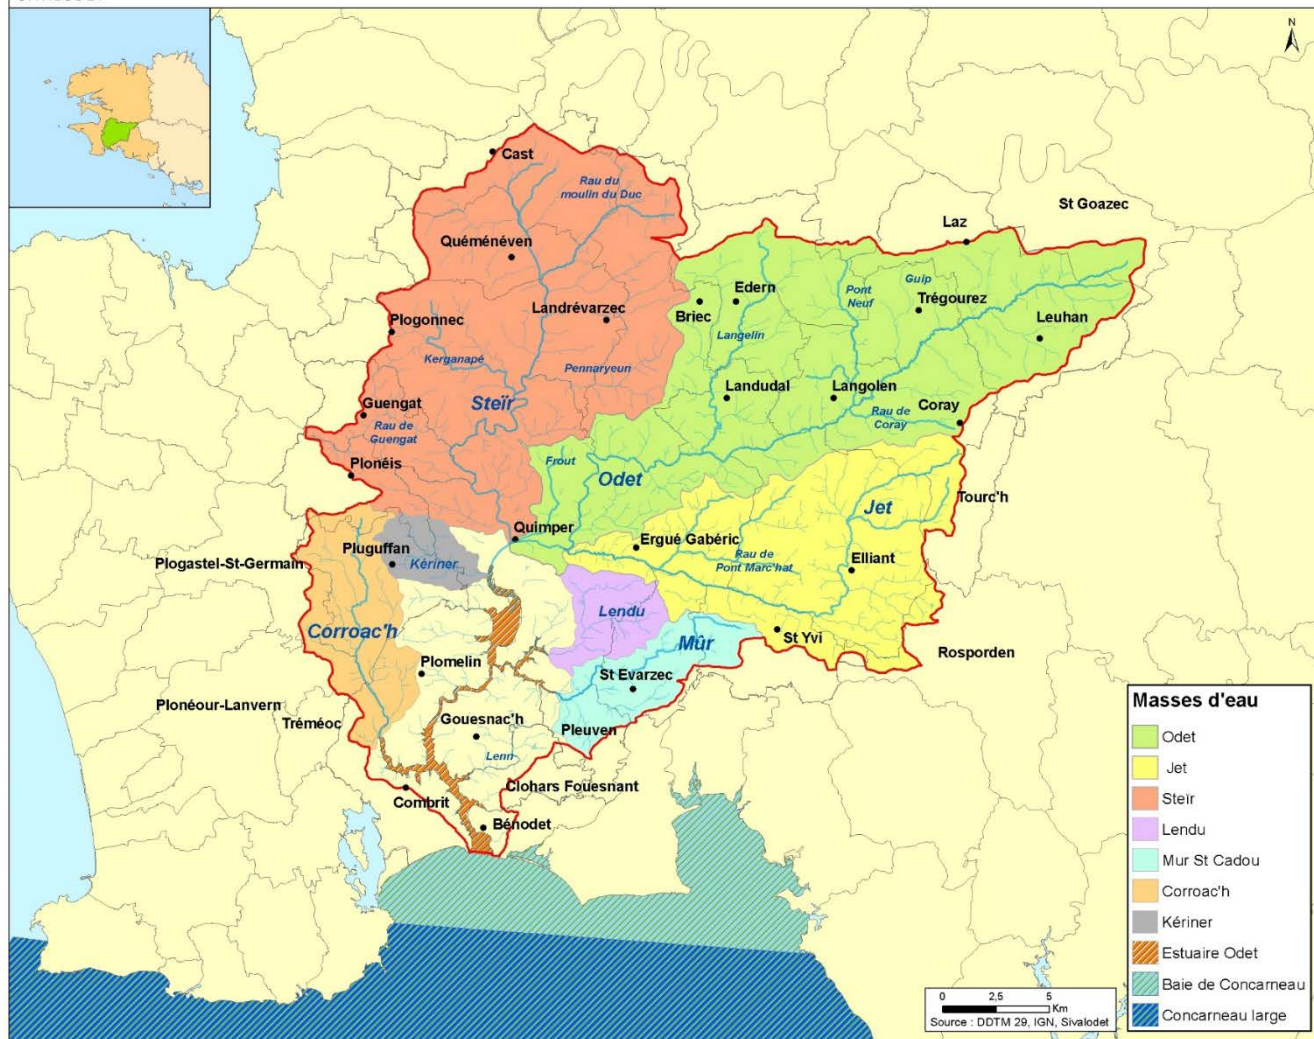 N
Cast
Rau du
moulin du Duc
St Goazec
Laz
Quéménéven
Edern
Pont
Neuf
Guip
Trégourez
Landrévarzec
Briec
Leuhan
Plogonnec
Langelin
Kerganapé
Pennaryeun
Landudal
Langolen
Steïr
Guengat
Coray
Rau de
Coray
Rau de
Guengat
Frout
Plonéis
Odet
Tourc'h
Jet
Quimper
Ergué Gabéric
Pluguffan
Rau de
Pont Marc'hat
Plogastel-St-Germain
Kériner
Elliant
Lendu
Corroac'h
St Yvi
Mûr
Rosporden
Plomelin
St Evarzec
Plonéour-Lanvern
Tréméoc
Gouesnac'h
Pleuven
Lenn
Clohars Fouesnant
Combrit
Bénodet
Masses d'eau
Odet
Jet
Steïr
Lendu
Mur St Cadou
Corroac'h
Kériner
Estuaire Odet
Baie de Concarneau
Concarneau large
0 2,5 5
Km
Source : DDTM 29, IGN, Sivalodet